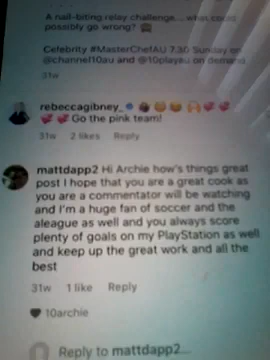 A nail-biting relay challenge... what could
possibly go wrong? 🙈
Celebrity #MasterChefAU 7.30 Sunday on
@channel10au and @10playau on demand
31w
rebeccagibney_
Go the pink team!
31w 2 likes Reply
mattdapp2 Hi Archie how's things great
post I hope that you are a great cook as
you are a commentator will be watching
and I'm a huge fan of soccer and the
aleague as well and you always score
plenty of goals on my PlayStation as well
and keep up the great work and all the
best
31w 1 like Reply
10archie
Reply to mattdapp2...